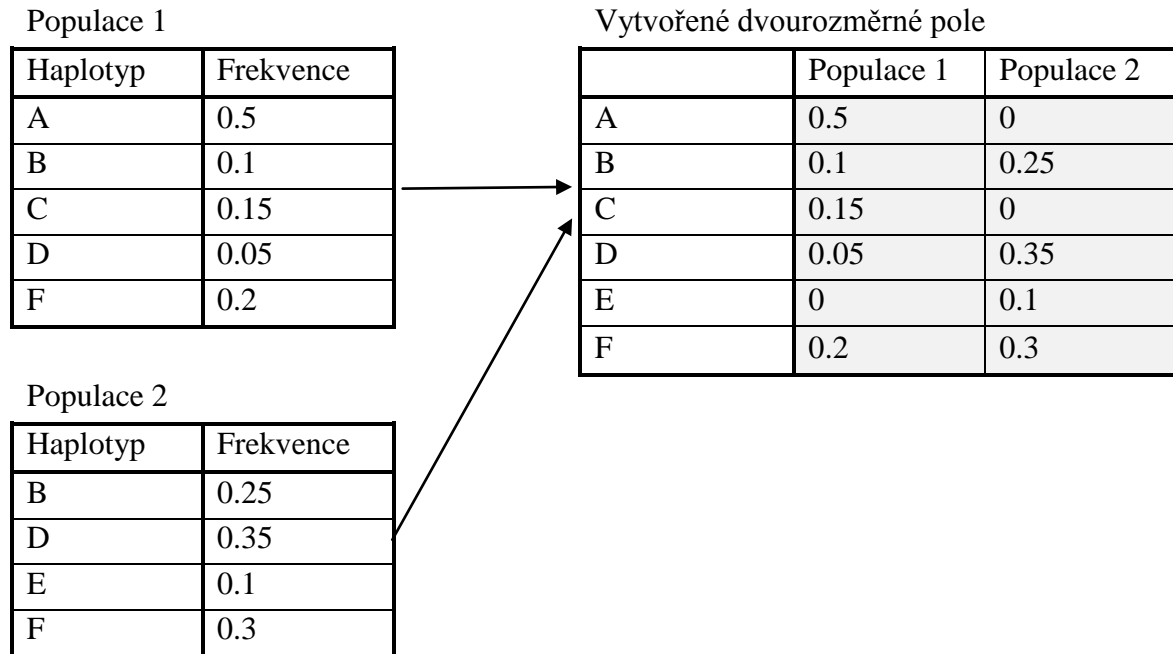 Populace 1
Haplotyp Frekvence
A 0.5
B 0.1
C 0.15
D 0.05
F 0.2
Populace 2
Haplotyp Frekvence
B 0.25
D 0.35
E 0.1
F 0.3
Vytvořené dvourozměrné pole
Populace 1 Populace 2
A 0.5 0
B 0.1 0.25
C 0.15 0
D 0.05 0.35
E 0 0.1
F 0.2 0.3